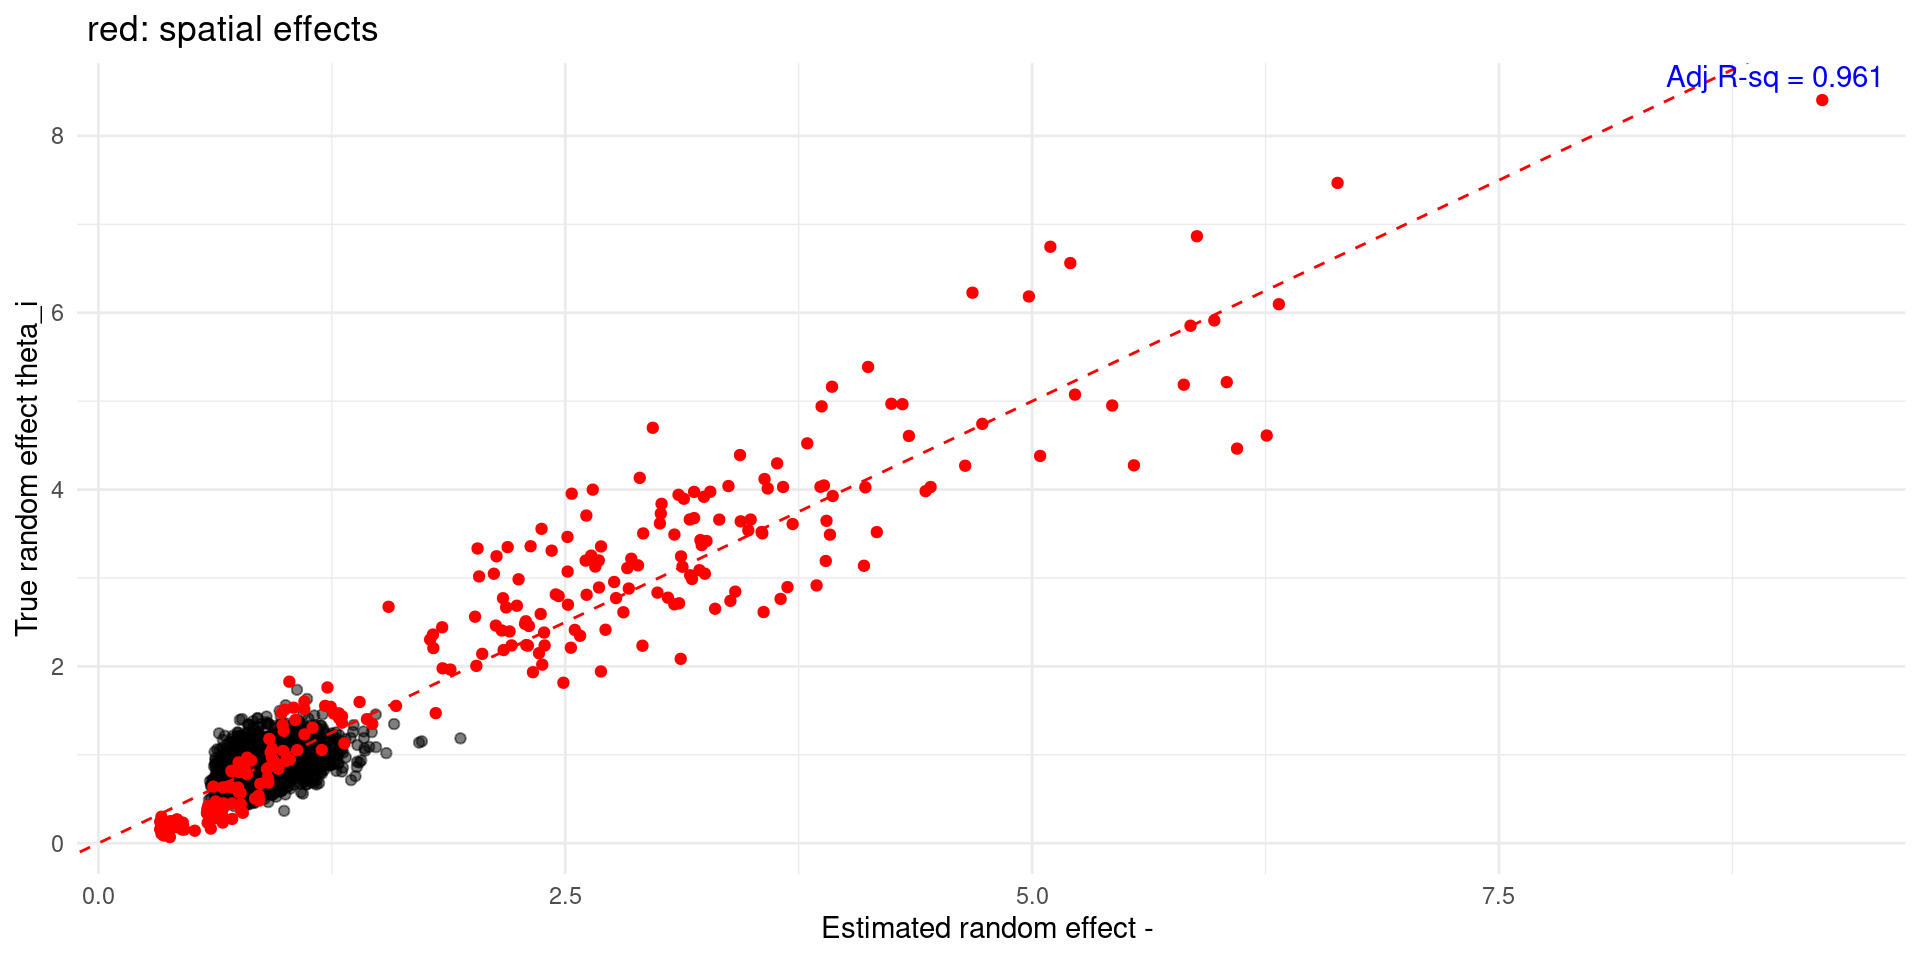 red: spatial effects
Adj R-sq = 0.961
True random effect theta_i
8
6
4
2
0
0.0
2.5
5.0
7.5
Estimated random effect -